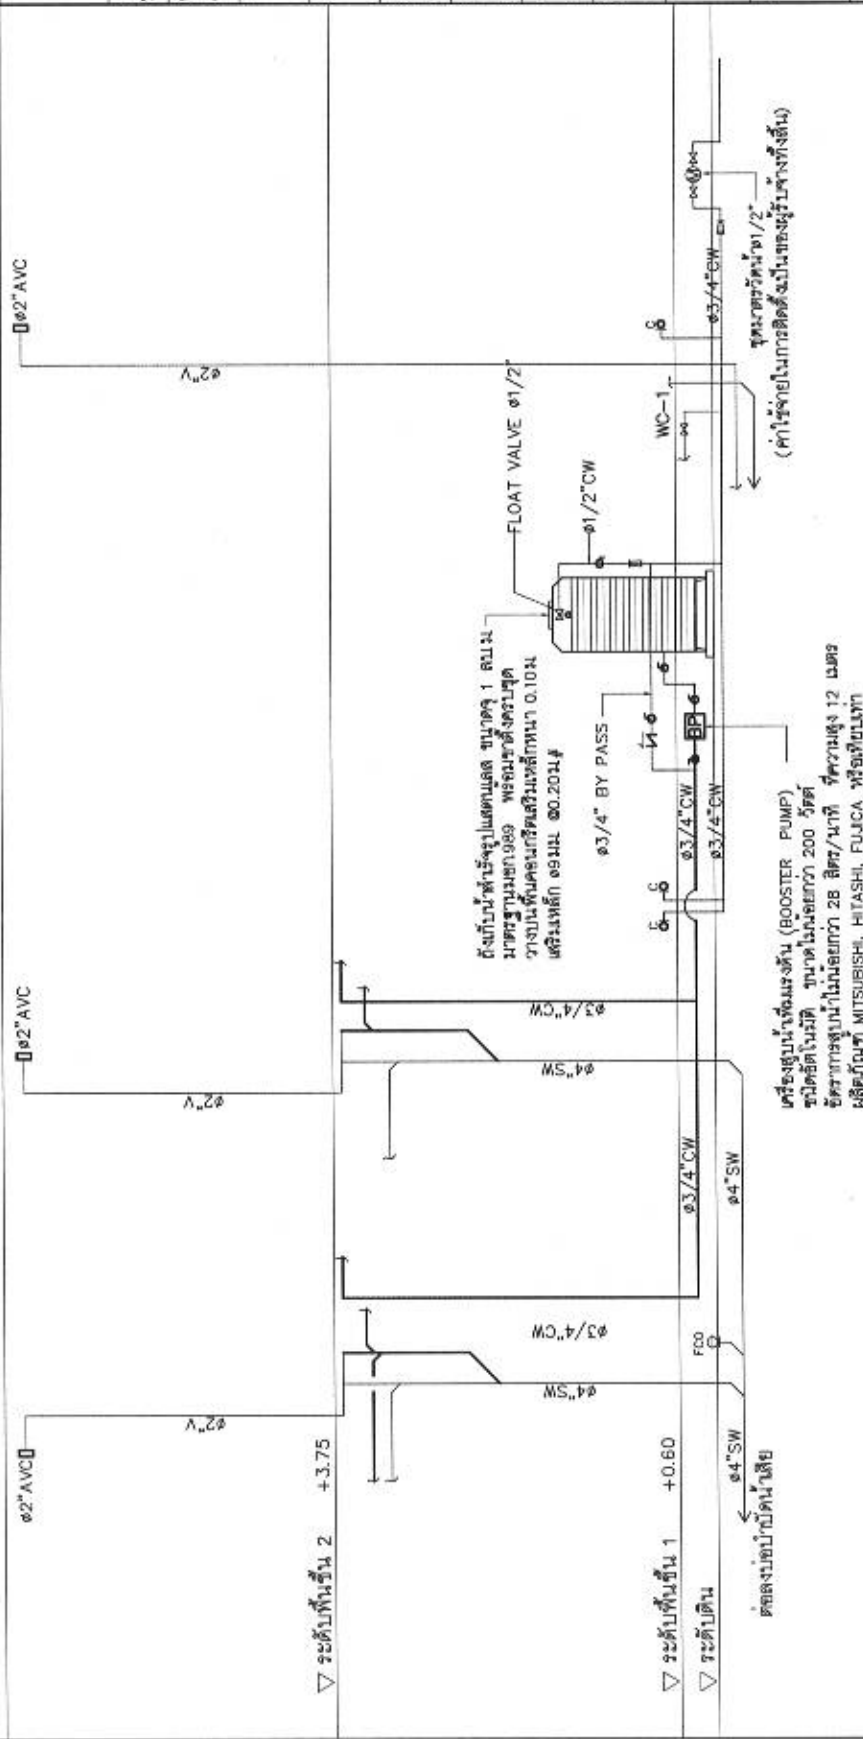 ø2"AVC
ø2"AVC
ø2"AVC
ø2"V
ø2"V
ø2"V
▽ ระดับพื้นชั้น 2 +3.75
ถังเก็บน้ำสำเร็จรูปแสตนเลส ขนาดจุ 1 ลบ.ม
มาตรฐานมอก.989 พร้อมขาตั้งครบชุด
วางบนพื้นคอนกรีตเสริมเหล็กหนา 0.10ม
เสริมเหล็ก ø9มม. @0.20ม#
FLOAT VALVE ø1/2"
ø1/2"CW
ø3/4" BY PASS
ø3/4"CW
ø4"SW
ø3/4"CW
ø4"SW
WC-1
C
C
C
BP
M
▽ ระดับพื้นชั้น 1 +0.60
ø3/4"CW
ø3/4"CW
ø3/4"CW
ø3/4"CW
▽ ระดับดิน
FCO
ø4"SW
ø4"SW
ต่อลงบ่อบำบัดน้ำเสีย
เครื่องสูบน้ำเพิ่มแรงดัน (BOOSTER PUMP)
ชนิดอัตโนมัติ ขนาดไม่น้อยกว่า 200 วัตต์
อัตราการสูบน้ำไม่น้อยกว่า 28 ลิตร/นาที ที่ความสูง 12 เมตร
ผลิตภัณฑ์ MITSUBISHI, HITASHI, FUJICA หรือเทียบเท่า
ชุดมาตรวัดน้ำø1/2"
(ค่าใช้จ่ายในการติดตั้งเป็นของผู้รับจ้างทั้งสิ้น)